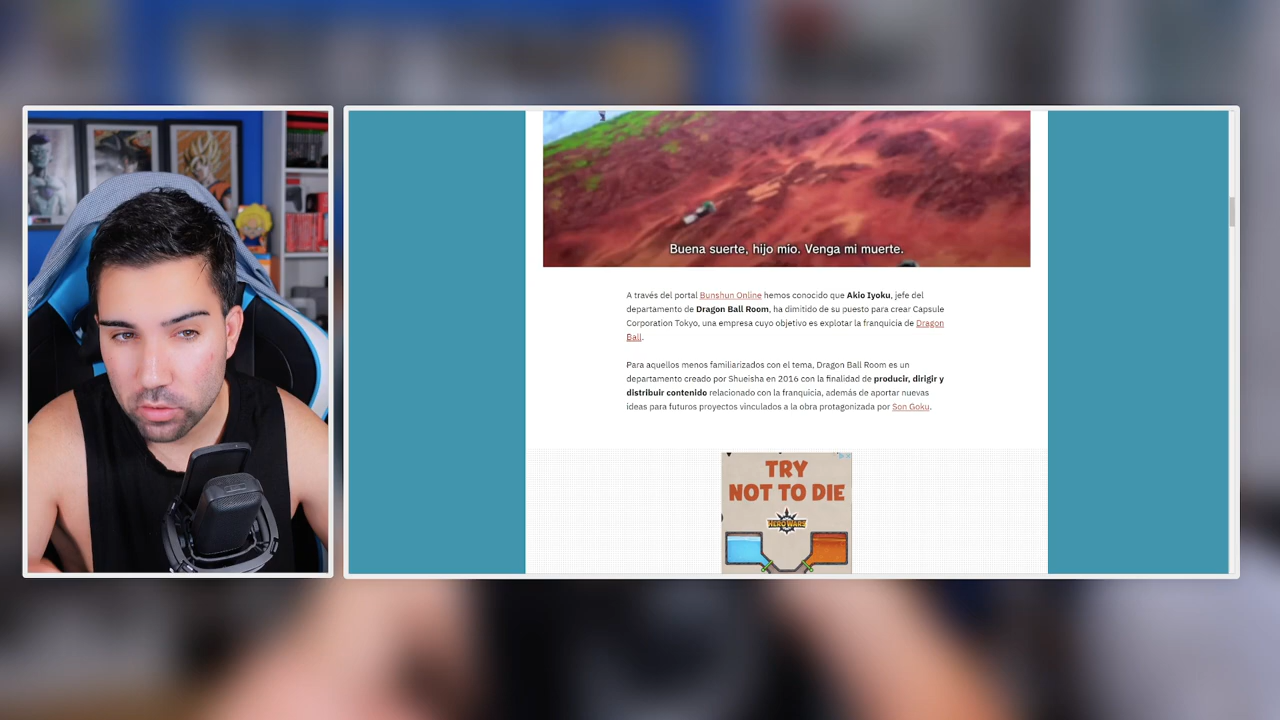 Buena suerte, hijo mío. Venga mi muerte.
A través del portal Bunshun Online hemos conocido que Akio Iyoku, jefe del
departamento de Dragon Ball Room, ha dimitido de su puesto para crear Capsule
Corporation Tokyo, una empresa cuyo objetivo es explotar la franquicia de Dragon
Ball.
Para aquellos menos familiarizados con el tema, Dragon Ball Room es un
departamento creado por Shueisha en 2016 con la finalidad de producir, dirigir y
distribuir contenido relacionado con la franquicia, además de aportar nuevas
ideas para futuros proyectos vinculados a la obra protagonizada por Son Goku.
TRY
NOT TO DIE
HERO WARS